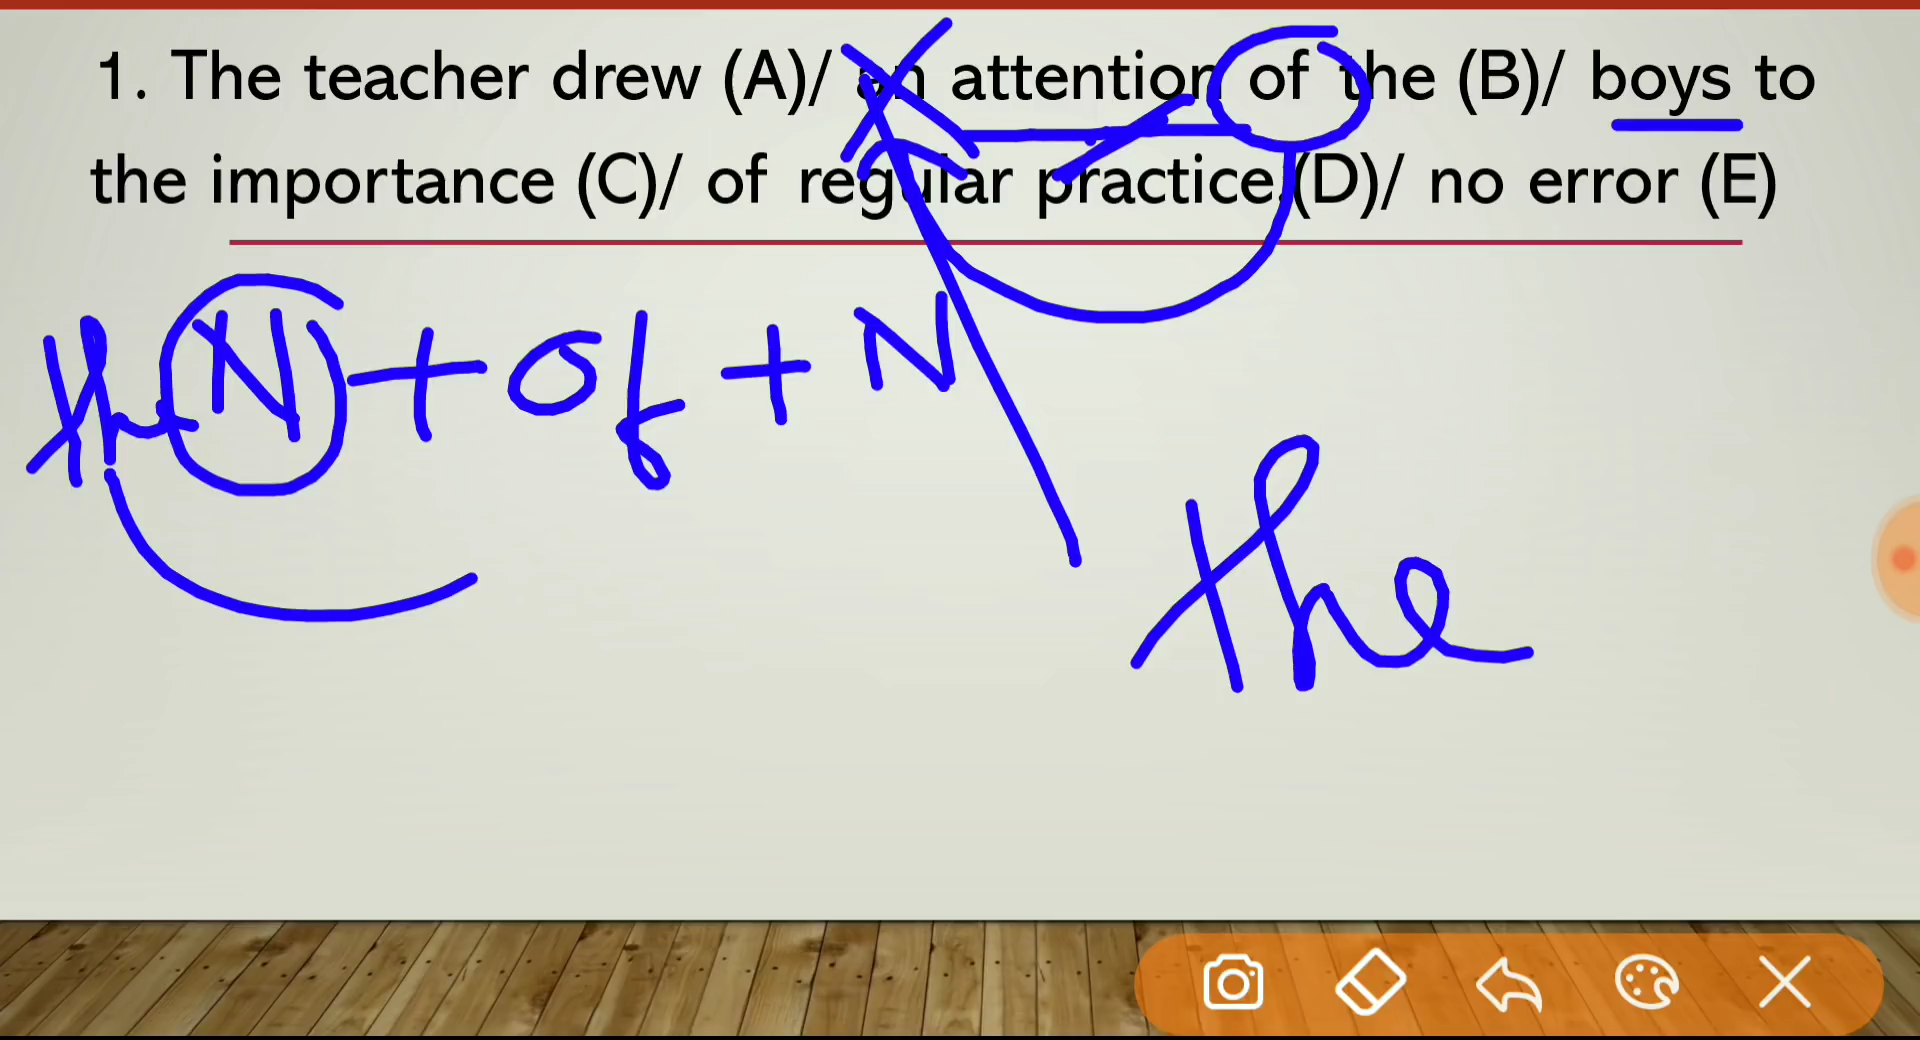 1. The teacher drew (A)/ an attention of the (B)/ boys to
the importance (C)/ of regular practice.(D)/ no error (E)
the N + of + N
the